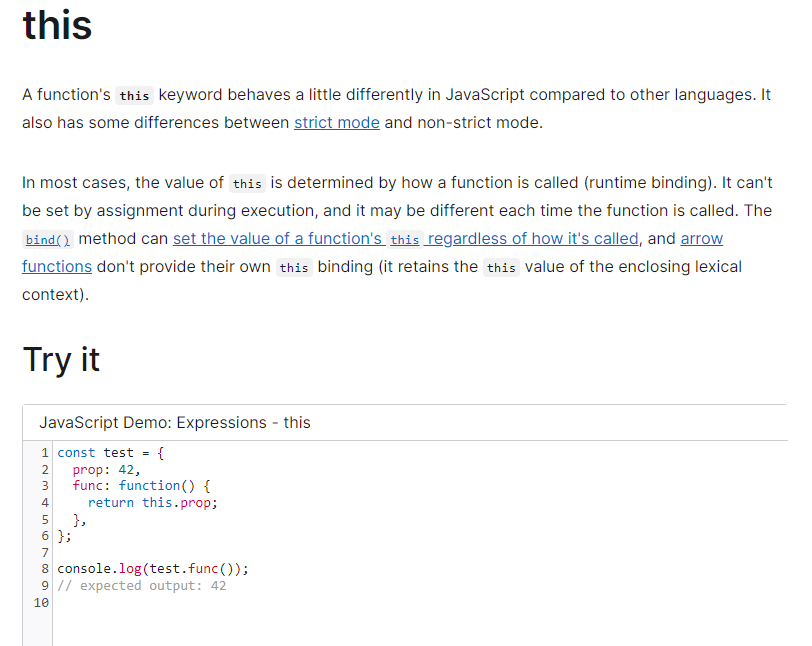 this
A function's this keyword behaves a little differently in JavaScript compared to other languages. It
also has some differences between strict mode and non-strict mode.
In most cases, the value of this is determined by how a function is called (runtime binding). It can't
be set by assignment during execution, and it may be different each time the function is called. The
bind() method can set the value of a function's this regardless of how it's called, and arrow
functions don't provide their own this binding (it retains the this value of the enclosing lexical
context).
Try it
JavaScript Demo: Expressions - this
1 const test = {
2   prop: 42,
3   func: function() {
4     return this.prop;
5   },
6 };
7
8 console.log(test.func());
9 // expected output: 42
10